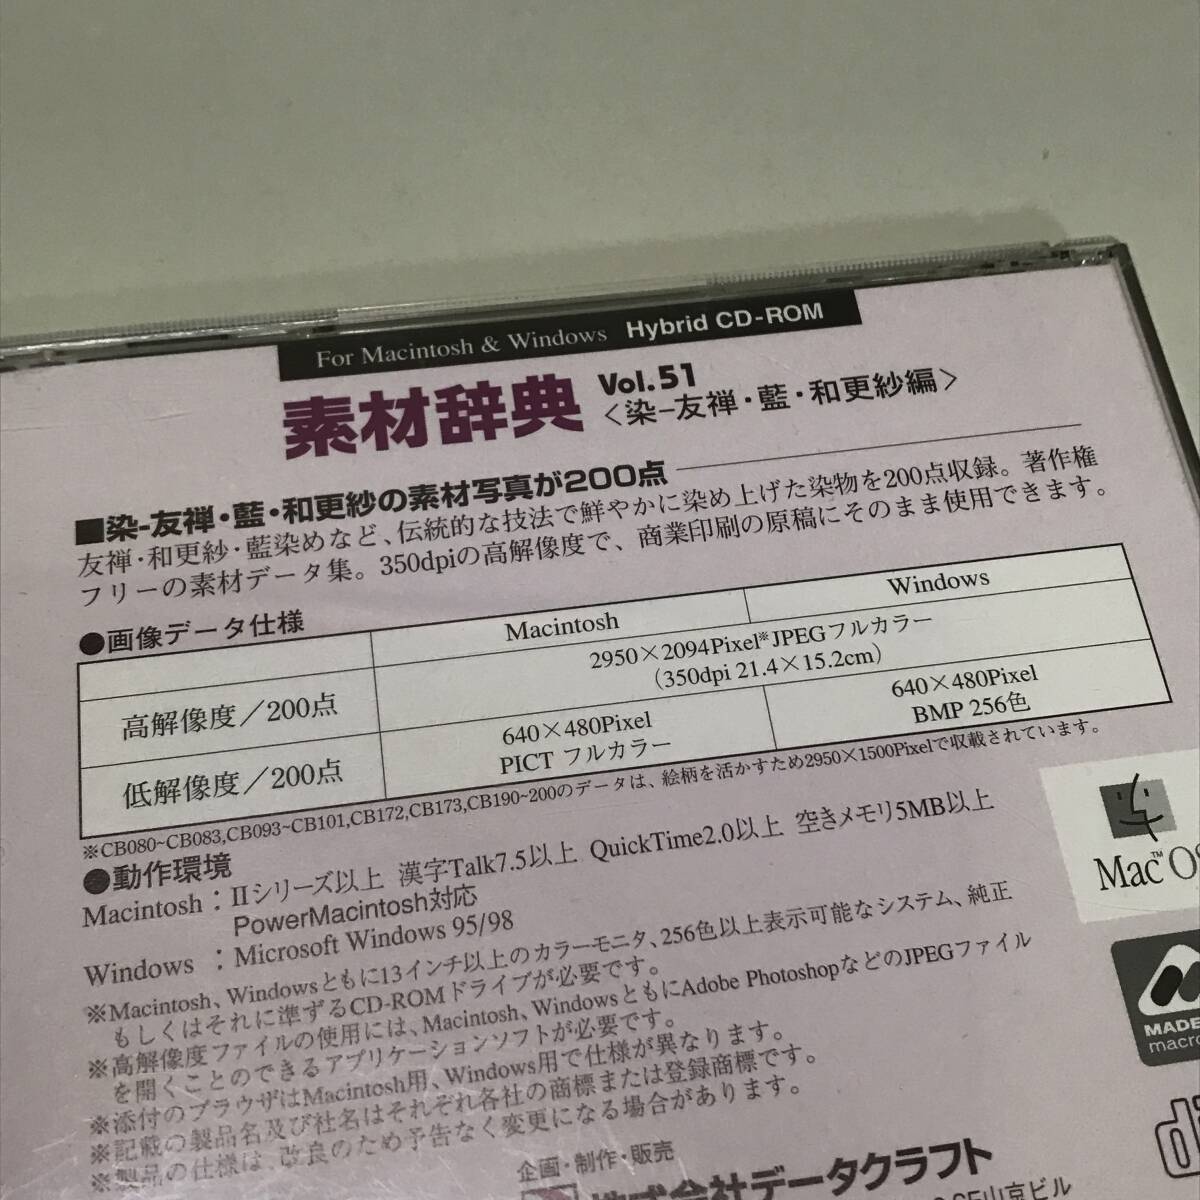 For Macintosh & Windows Hybrid CD-ROM
素材辞典 Vol.51
〈染-友禅・藍・和更紗編〉
■染-友禅・藍・和更紗の素材写真が200点
友禅・和更紗・藍染めなど、伝統的な技法で鮮やかに染め上げた染物を200点収録。著作権
フリーの素材データ集。350dpiの高解像度で、商業印刷の原稿にそのまま使用できます。
●画像データ仕様
Macintosh Windows
高解像度/200点 2950×2094Pixel※JPEGフルカラー
(350dpi 21.4×15.2cm)
低解像度/200点 640×480Pixel
PICT フルカラー
640×480Pixel
BMP 256色
※CB080~CB083,CB093~CB101,CB172,CB173,CB190~200のデータは、絵柄を活かすため2950×1500Pixelで収載されています。
●動作環境
Macintosh:IIシリーズ以上 漢字Talk7.5以上 QuickTime2.0以上 空きメモリ5MB以上
PowerMacintosh対応
Windows :Microsoft Windows 95/98
※Macintosh、Windowsともに13インチ以上のカラーモニタ、256色以上表示可能なシステム、純正
もしくはそれに準ずるCD-ROMドライブが必要です。
※高解像度ファイルの使用には、Macintosh、WindowsともにAdobe PhotoshopなどのJPEGファイル
を開くことのできるアプリケーションソフトが必要です。
※添付のブラウザはMacintosh用、Windows用で仕様が異なります。
※記載の製品名及び社名はそれぞれ各社の商標または登録商標です。
※製品の仕様は、改良のため予告なく変更になる場合があります。
企画・制作・販売
株式会社データクラフト
山京ビル
Mac™ OS
MADE
macro